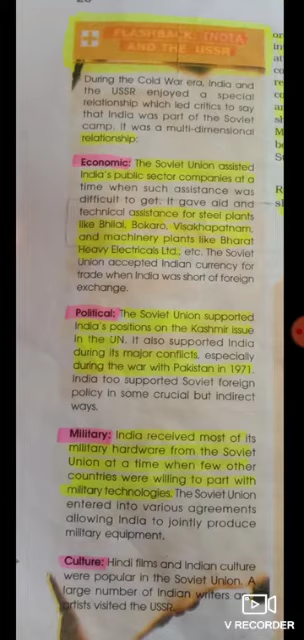 FLASHBACK: INDIA
AND THE USSR
During the Cold War era, India and
the USSR enjoyed a special
relationship which led critics to say
that India was part of the Soviet
camp. It was a multi-dimensional
relationship:
Economic: The Soviet Union assisted
India's public sector companies at a
time when such assistance was
difficult to get. It gave aid and
technical assistance for steel plants
like Bhilai, Bokaro, Visakhapatnam,
and machinery plants like Bharat
Heavy Electricals Ltd., etc. The Soviet
Union accepted Indian currency for
trade when India was short of foreign
exchange.
Political: The Soviet Union supported
India's positions on the Kashmir issue
in the UN. It also supported India
during its major conflicts, especially
during the war with Pakistan in 1971.
India too supported Soviet foreign
policy in some crucial but indirect
ways.
Military: India received most of its
military hardware from the Soviet
Union at a time when few other
countries were willing to part with
military technologies. The Soviet Union
entered into various agreements
allowing India to jointly produce
military equipment.
Culture: Hindi films and Indian culture
were popular in the Soviet Union. A
large number of Indian writers and
artists visited the USSR.
V RECORDER